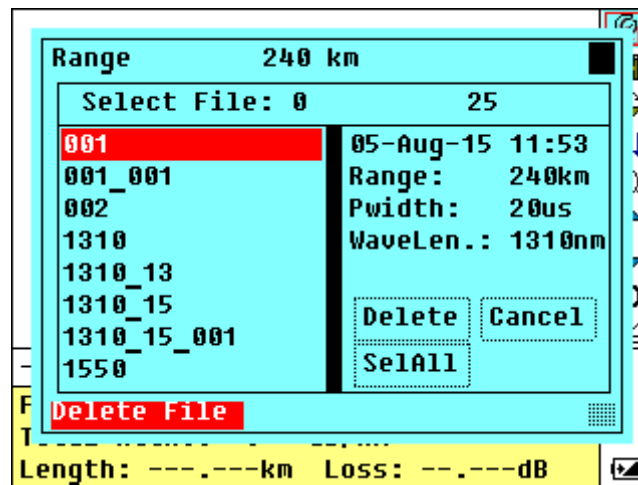 Range 240 km
Select File: 0 25
001
001_001
002
1310
1310_13
1310_15
1310_15_001
1550
05-Aug-15 11:53
Range: 240km
Pwidth: 20us
WaveLen.: 1310nm
Delete Cancel
SelAll
Delete File
Length: ---.---km Loss: --.---dB